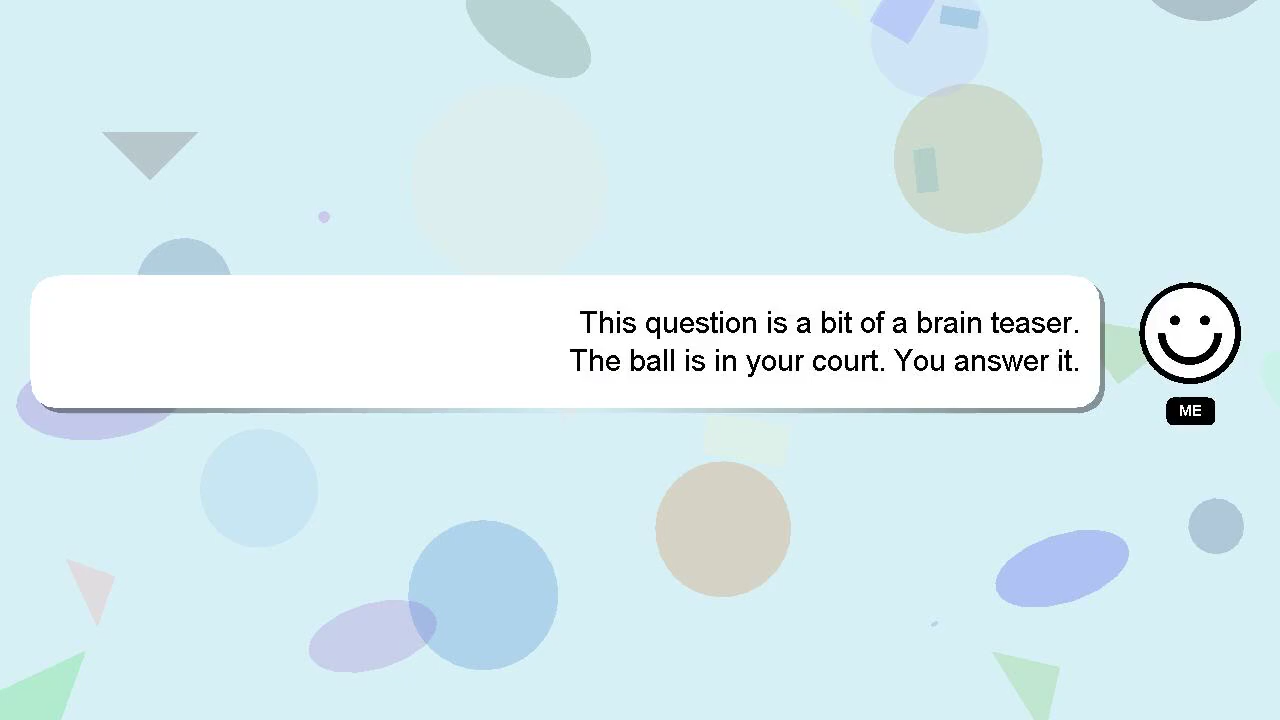 This question is a bit of a brain teaser.
The ball is in your court. You answer it.
ME